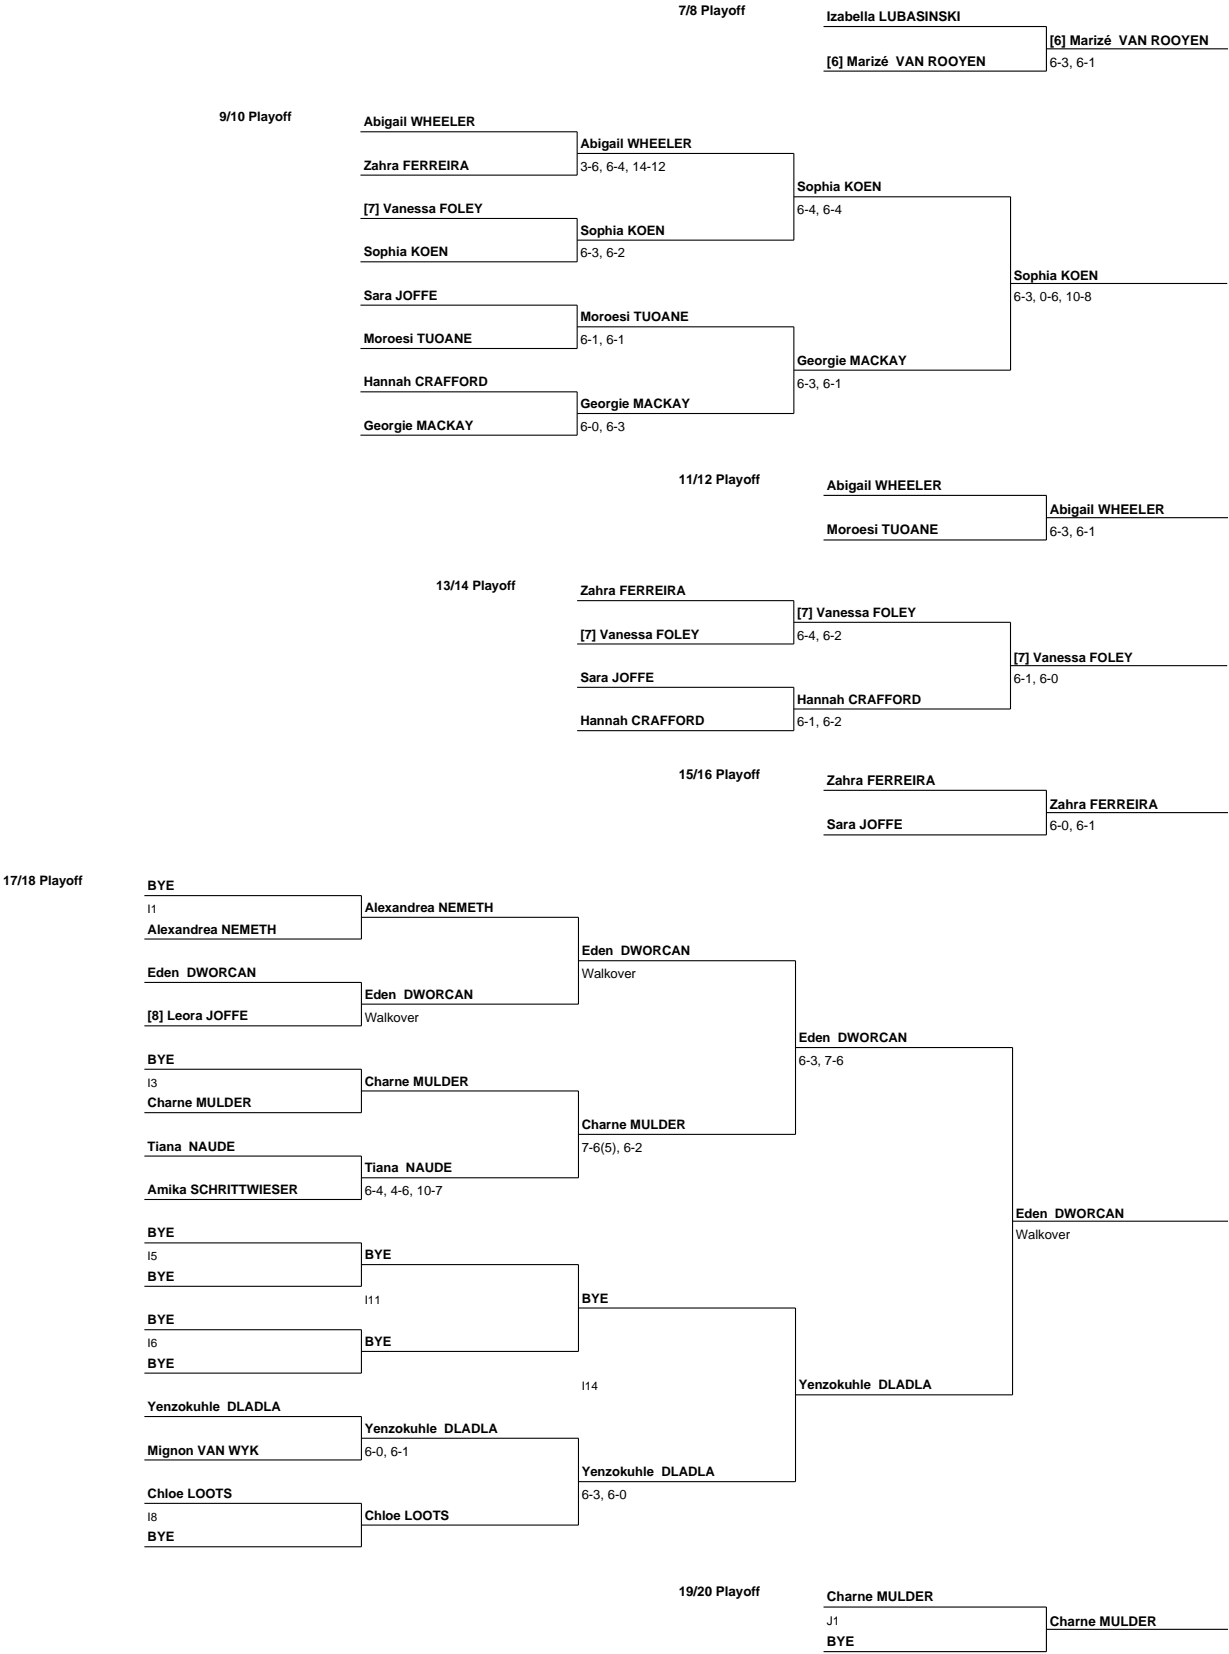 7/8 Playoff
Izabella LUBASINSKI
[6] Marizé VAN ROOYEN
[6] Marizé VAN ROOYEN
6-3, 6-1
9/10 Playoff
Abigail WHEELER
Abigail WHEELER
Zahra FERREIRA
3-6, 6-4, 14-12
Sophia KOEN
[7] Vanessa FOLEY
6-4, 6-4
Sophia KOEN
Sophia KOEN
6-3, 6-2
Sophia KOEN
Sara JOFFE
6-3, 0-6, 10-8
Moroesi TUOANE
Moroesi TUOANE
6-1, 6-1
Georgie MACKAY
Hannah CRAFFORD
6-3, 6-1
Georgie MACKAY
Georgie MACKAY
6-0, 6-3
11/12 Playoff
Abigail WHEELER
Abigail WHEELER
Moroesi TUOANE
6-3, 6-1
13/14 Playoff
Zahra FERREIRA
[7] Vanessa FOLEY
[7] Vanessa FOLEY
6-4, 6-2
[7] Vanessa FOLEY
Sara JOFFE
6-1, 6-0
Hannah CRAFFORD
Hannah CRAFFORD
6-1, 6-2
15/16 Playoff
Zahra FERREIRA
Zahra FERREIRA
Sara JOFFE
6-0, 6-1
17/18 Playoff
BYE
I1
Alexandrea NEMETH
Alexandrea NEMETH
Eden DWORCAN
Eden DWORCAN
Walkover
Eden DWORCAN
[8] Leora JOFFE
Walkover
Eden DWORCAN
BYE
6-3, 7-6
I3
Charne MULDER
Charne MULDER
Charne MULDER
Tiana NAUDE
7-6(5), 6-2
Tiana NAUDE
Amika SCHRITTWIESER
6-4, 4-6, 10-7
Eden DWORCAN
BYE
Walkover
I5
BYE
BYE
I11
BYE
BYE
I6
BYE
BYE
I14
Yenzokuhle DLADLA
Yenzokuhle DLADLA
Yenzokuhle DLADLA
Mignon VAN WYK
6-0, 6-1
Yenzokuhle DLADLA
Chloe LOOTS
6-3, 6-0
I8
Chloe LOOTS
BYE
19/20 Playoff
Charne MULDER
J1
Charne MULDER
BYE